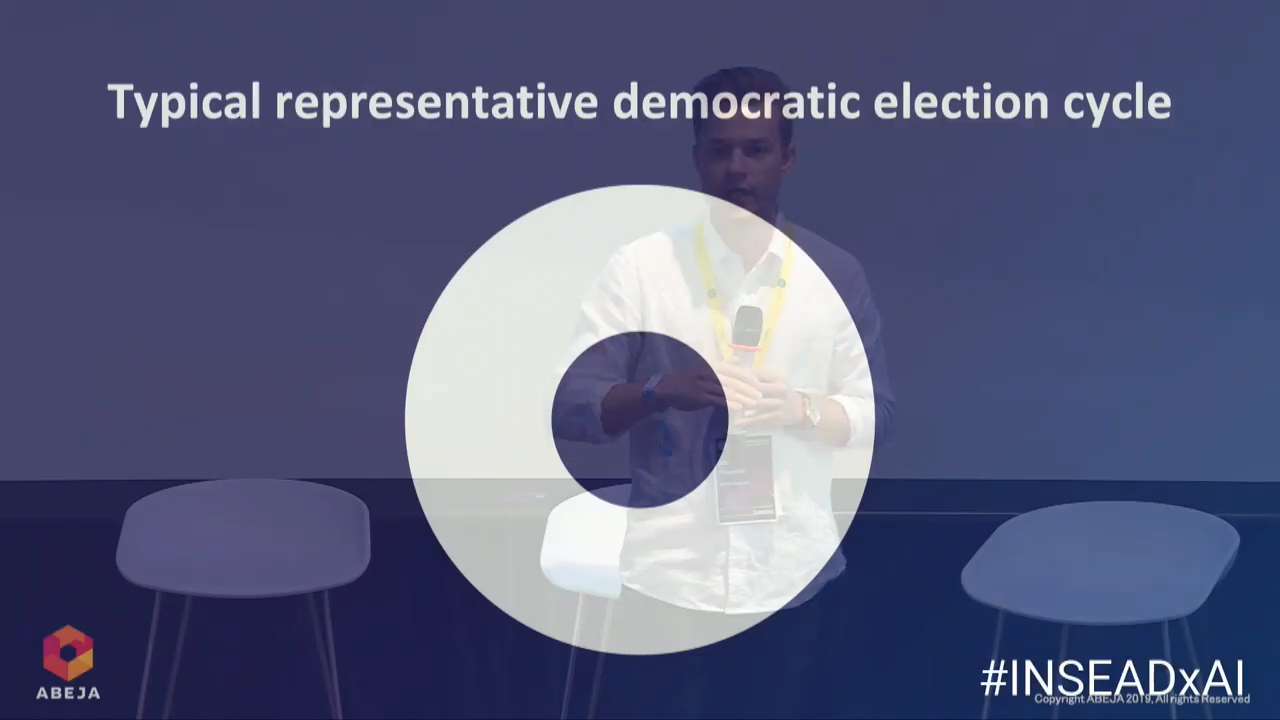 Typical representative democratic election cycle
ABEJA
#INSEADxAI
Copyright ABEJA 2019, All rights Reserved